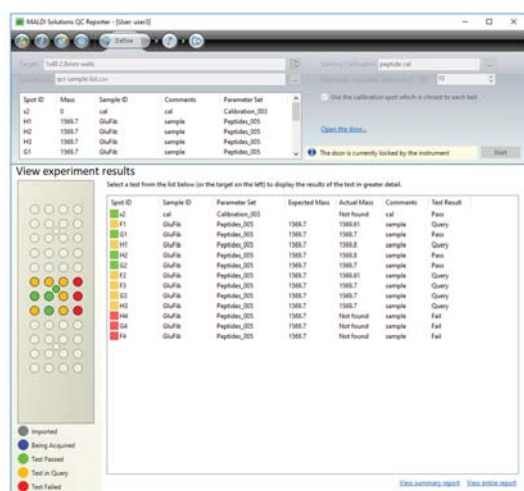 MALDI Solutions QC Reporter - [User: user3]
Define
Target 1x48 2.8mm wells
qcr sample list.csv
Starting Calibration peptide cal
10
Use the calibration spot which is closest to each test
Open the door...
The door is currently locked by the instrument
Start
Spot ID Mass Sample ID Comments Parameter Set
x2 0 cal cal Calibration_003
H1 1569.7 GluFib sample Peptides_005
H2 1569.7 GluFib sample Peptides_005
H3 1569.7 GluFib sample Peptides_005
G1 1569.7 GluFib sample Peptides_005
View experiment results
Select a test from the list below (or the target on the left) to display the results of the test in greater detail.
Spot ID Sample ID Parameter Set Expected Mass Actual Mass Comments Test Result
x2 cal Calibration_003 Not found cal Pass
F1 GluFib Peptides_005 1569.7 1569.61 sample Query
G1 GluFib Peptides_005 1569.7 1569.7 sample Pass
H1 GluFib Peptides_005 1569.7 1569.8 sample Query
H2 GluFib Peptides_005 1569.7 1569.8 sample Pass
G2 GluFib Peptides_005 1569.7 1569.7 sample Pass
F2 GluFib Peptides_005 1569.7 1569.61 sample Query
F3 GluFib Peptides_005 1569.7 1569.7 sample Query
G3 GluFib Peptides_005 1569.7 1569.7 sample Query
H3 GluFib Peptides_005 1569.7 1569.7 sample Query
H4 GluFib Peptides_005 1569.7 Not found sample Fail
G4 GluFib Peptides_005 1569.7 Not found sample Fail
F4 GluFib Peptides_005 1569.7 Not found sample Fail
Imported
Being Acquired
Test Passed
Test in Query
Test Failed
View summary report View entire report